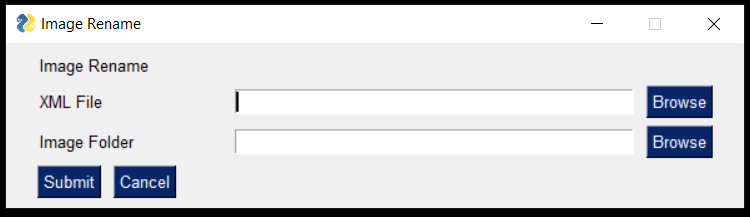 Image Rename
Image Rename
XML File Browse
Image Folder Browse
Submit Cancel